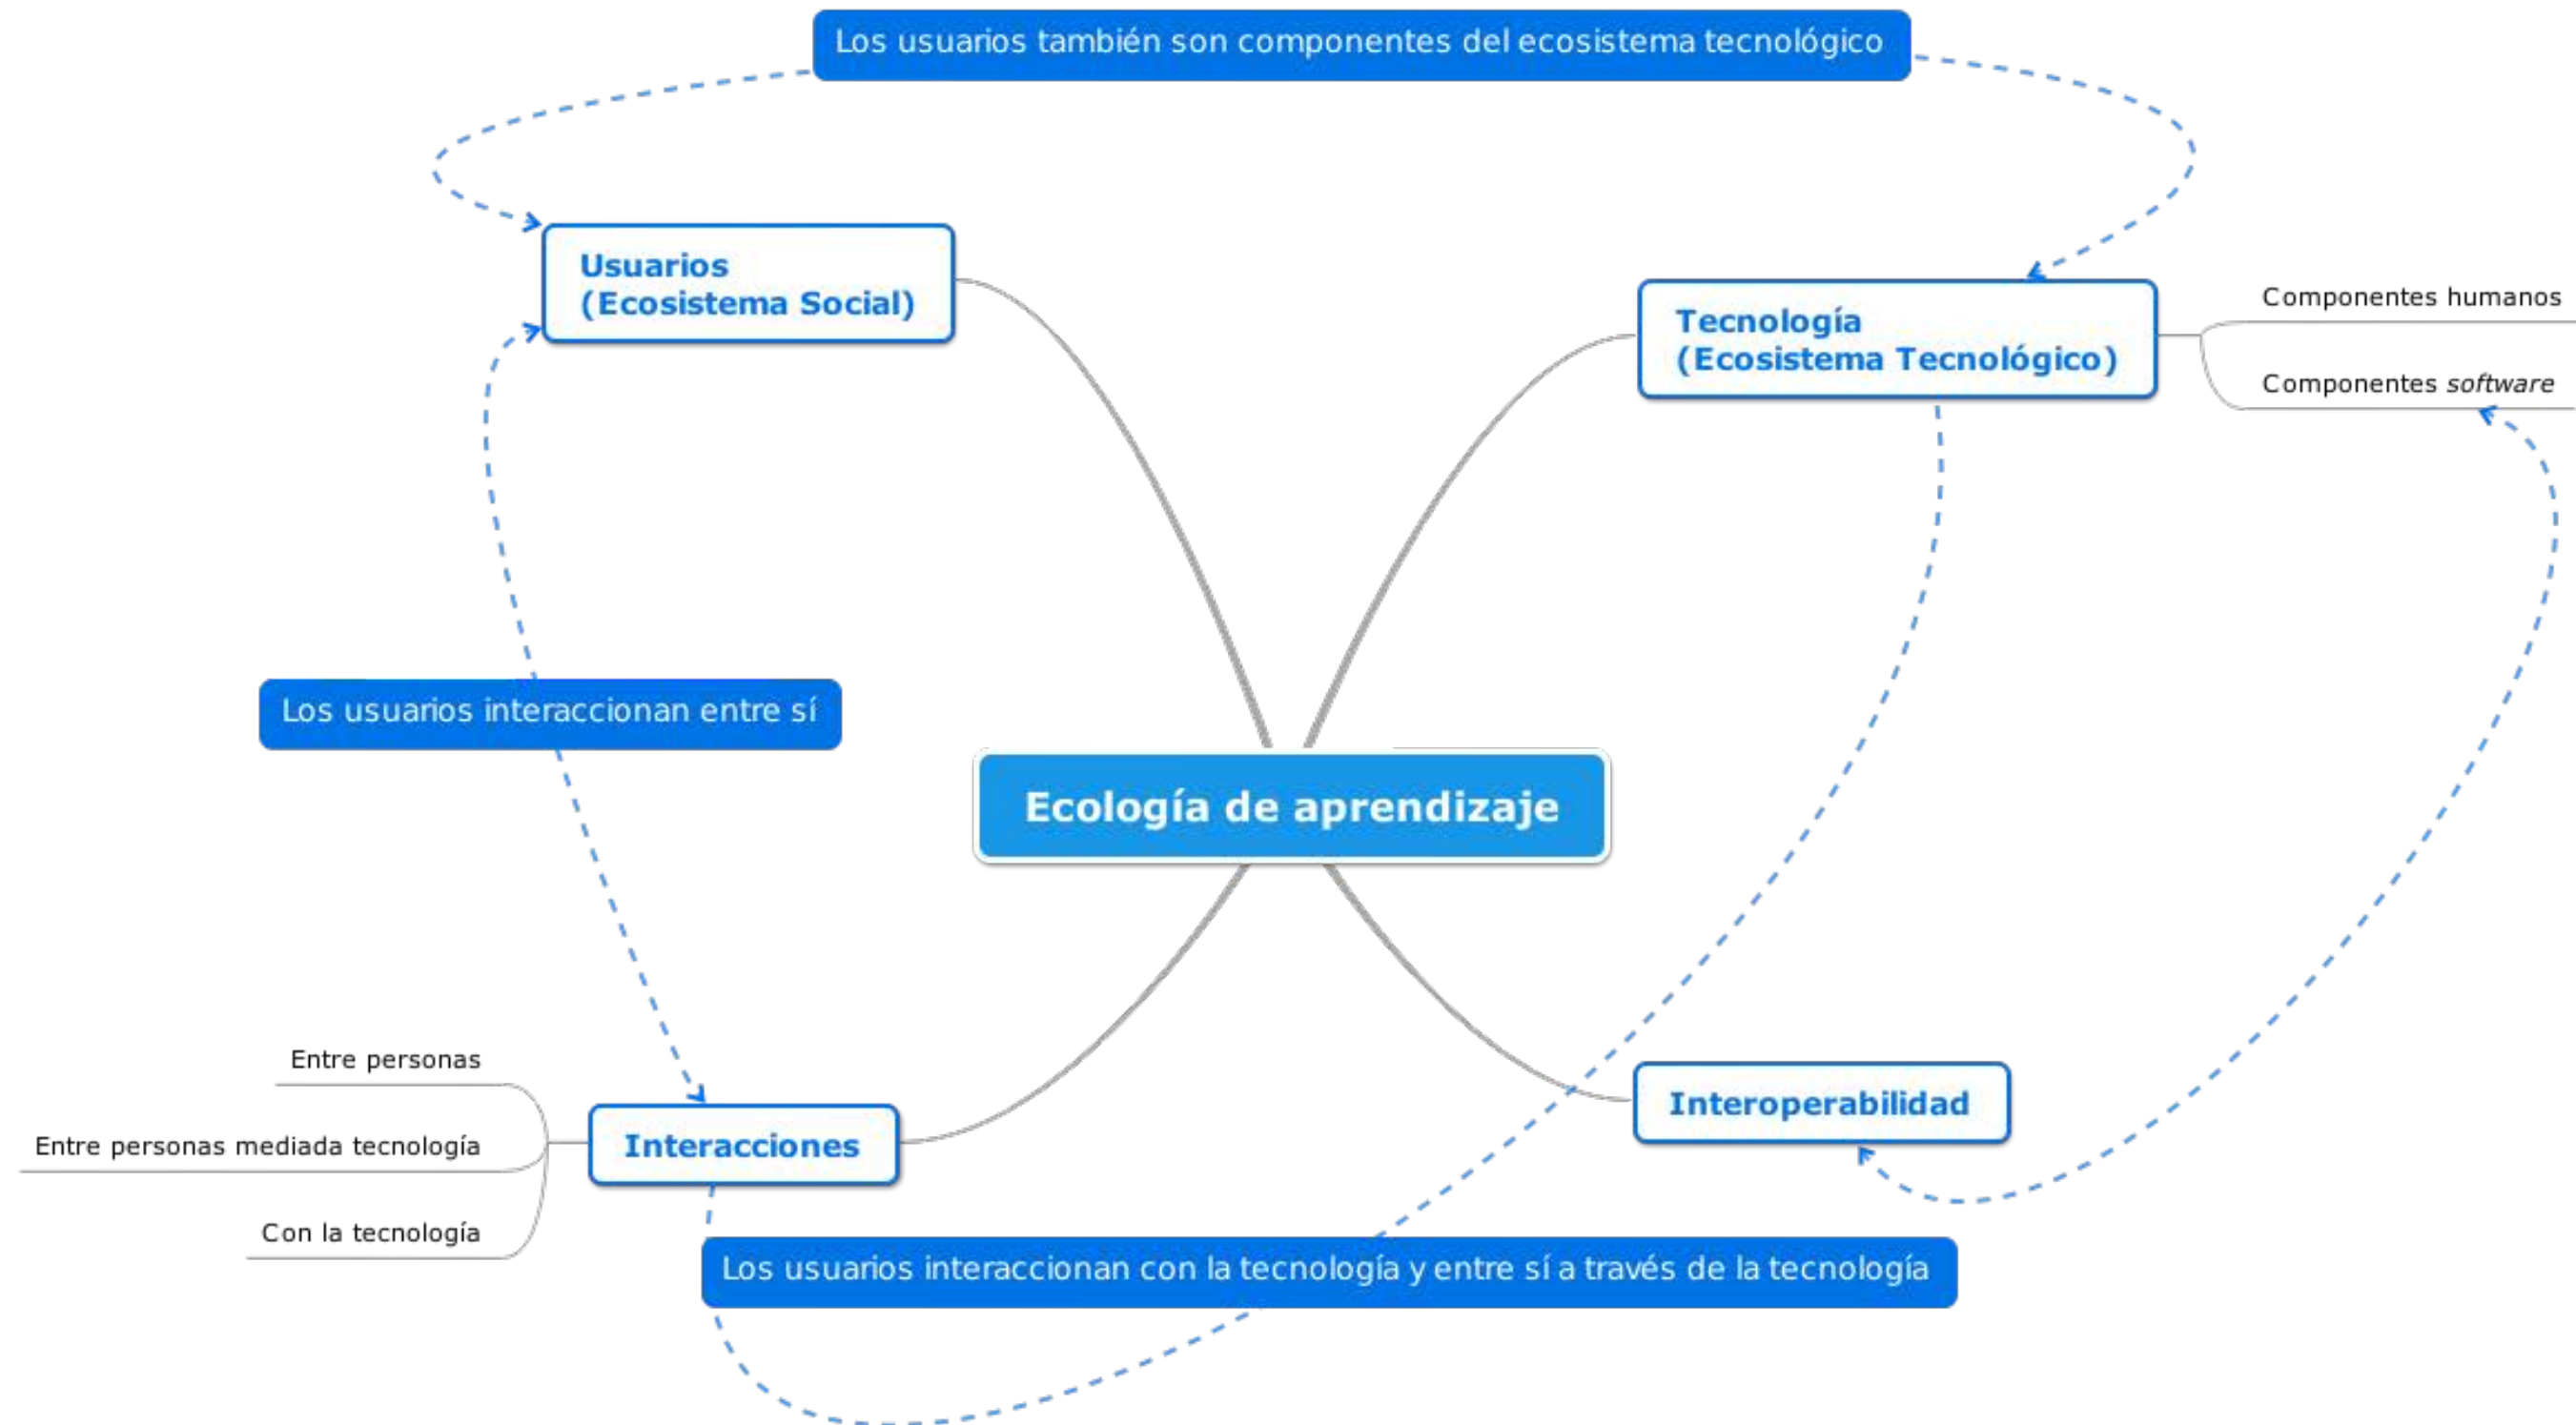 Los usuarios también son componentes del ecosistema tecnológico
Usuarios
(Ecosistema Social)
Tecnología
(Ecosistema Tecnológico)
Componentes humanos
Componentes software
Los usuarios interaccionan entre sí
Ecología de aprendizaje
Entre personas
Entre personas mediada tecnología
Con la tecnología
Interacciones
Interoperabilidad
Los usuarios interaccionan con la tecnología y entre sí a través de la tecnología